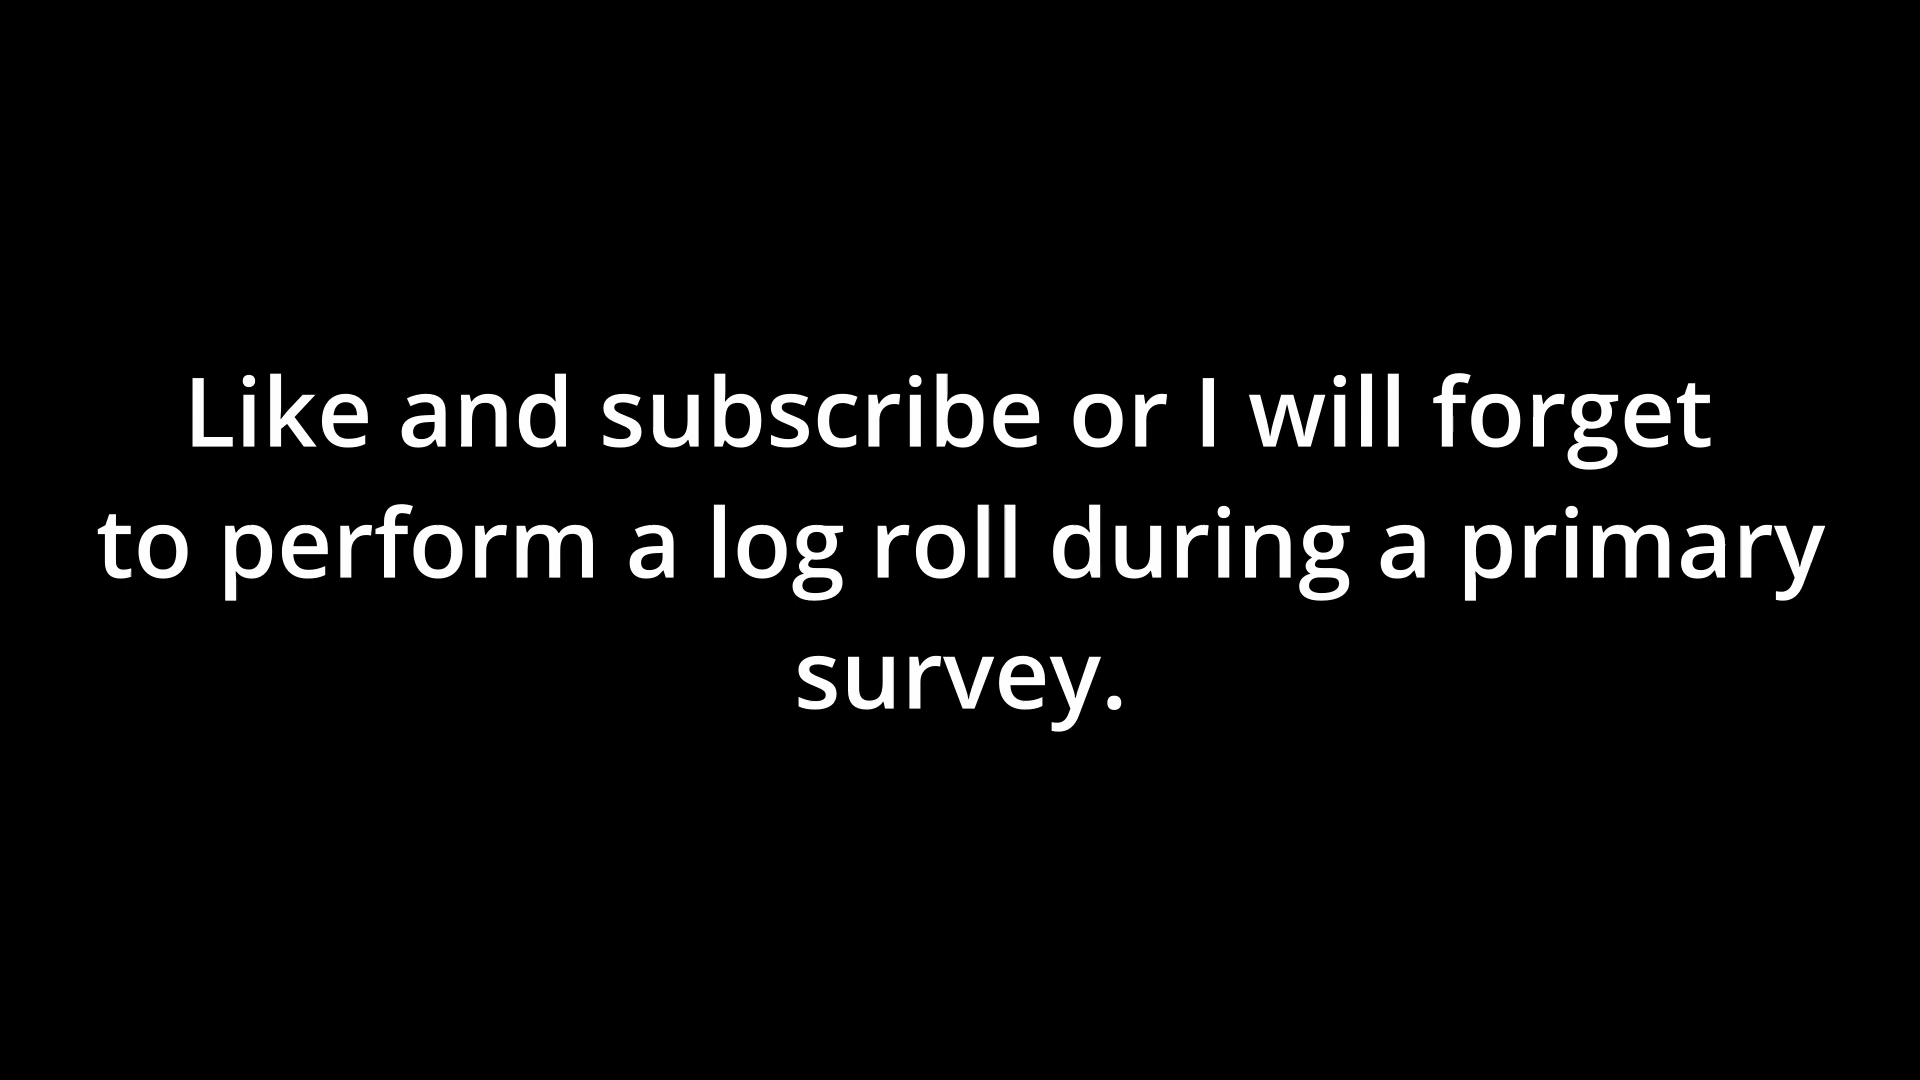 Like and subscribe or I will forget
to perform a log roll during a primary
survey.